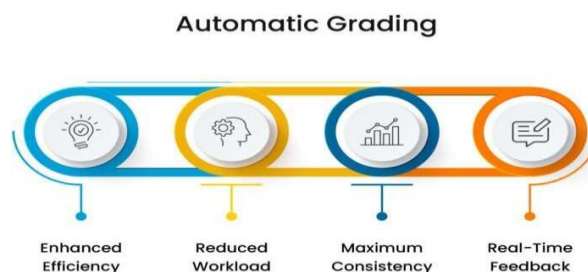 Automatic Grading
Enhanced
Efficiency
Reduced
Workload
Maximum
Consistency
Real-Time
Feedback